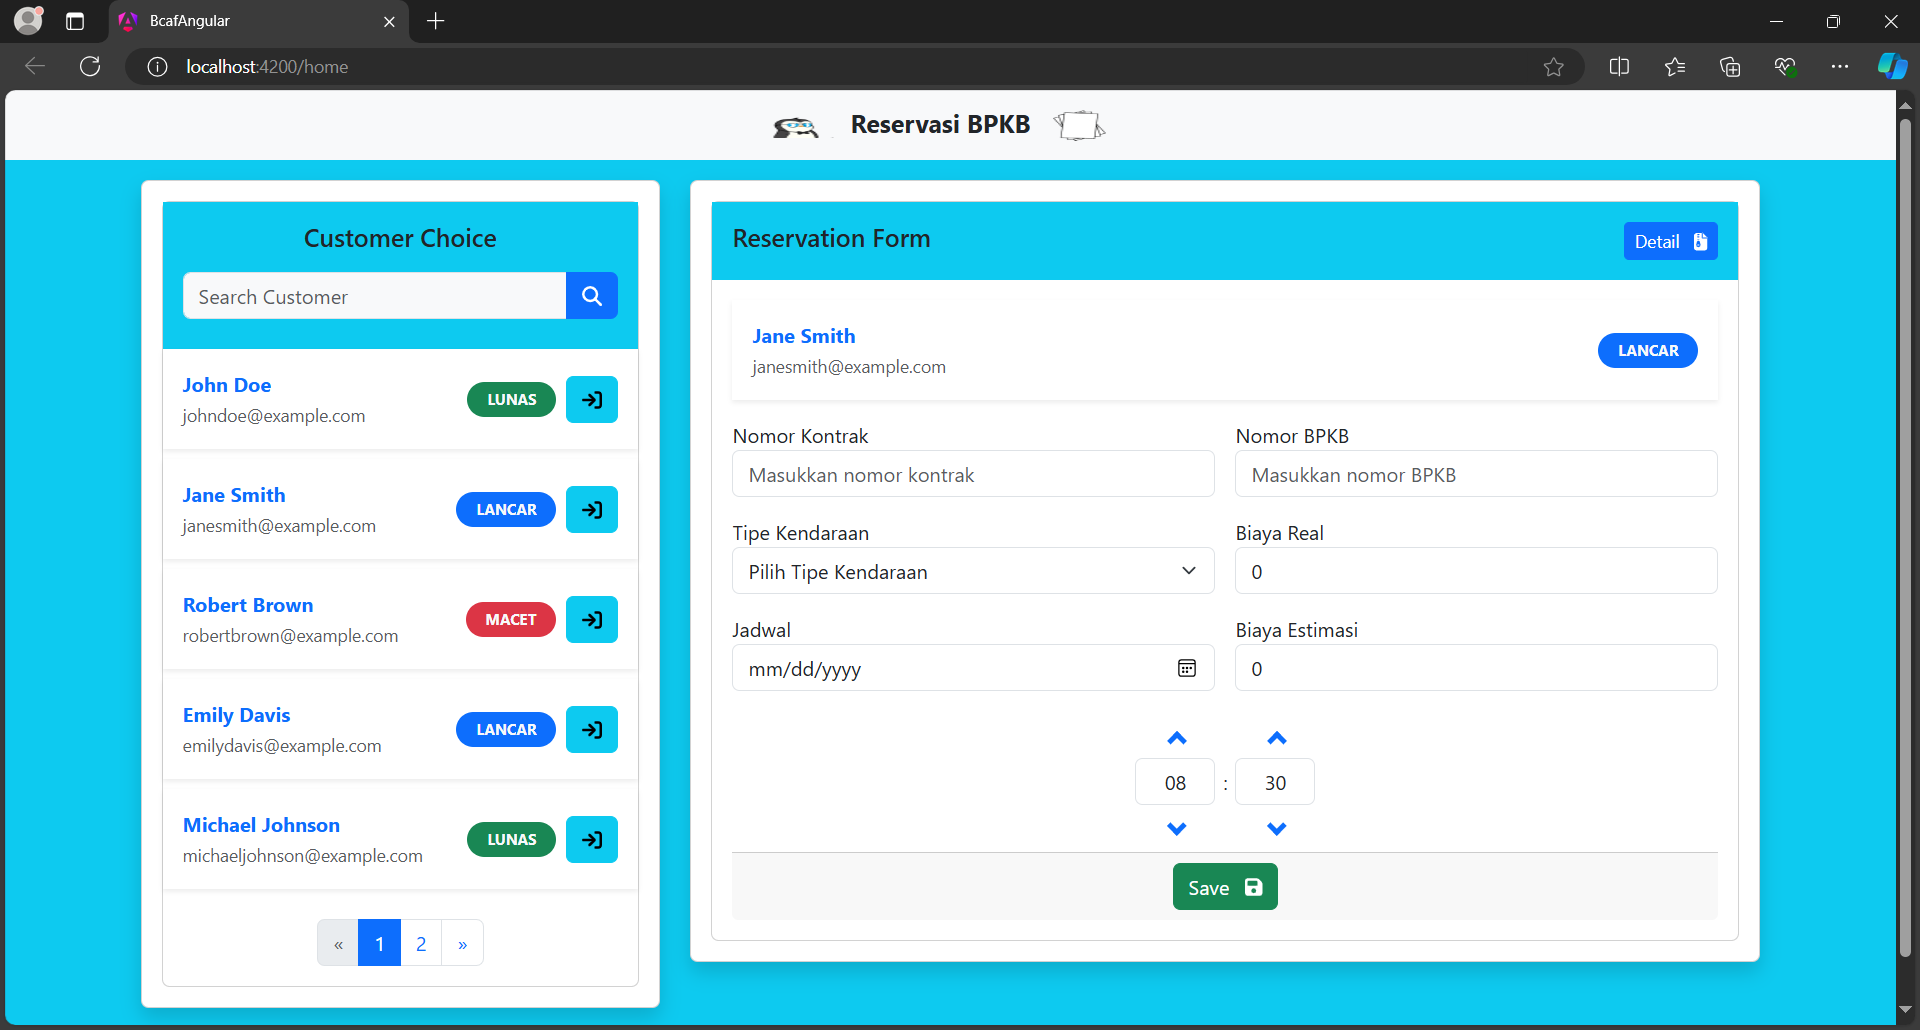 BcafAngular
localhost:4200/home
Reservasi BPKB
Customer Choice
Search Customer
John Doe
johndoe@example.com
LUNAS
Jane Smith
janesmith@example.com
LANCAR
Robert Brown
robertbrown@example.com
MACET
Emily Davis
emilydavis@example.com
LANCAR
Michael Johnson
michaeljohnson@example.com
LUNAS
« 1 2 »
Reservation Form
Detail
Jane Smith
janesmith@example.com
LANCAR
Nomor Kontrak
Masukkan nomor kontrak
Nomor BPKB
Masukkan nomor BPKB
Tipe Kendaraan
Pilih Tipe Kendaraan
Biaya Real
0
Jadwal
mm/dd/yyyy
Biaya Estimasi
0
08 : 30
Save